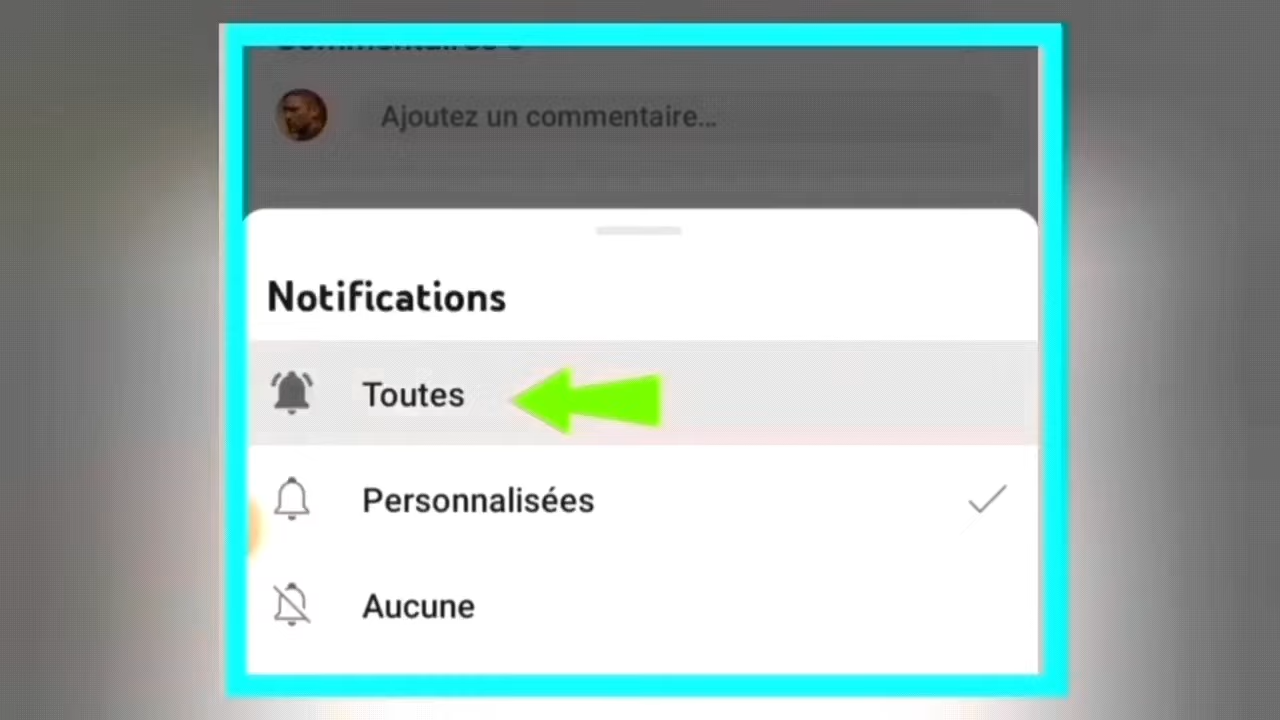 Ajoutez un commentaire...
Notifications
Toutes
Personnalisées
Aucune